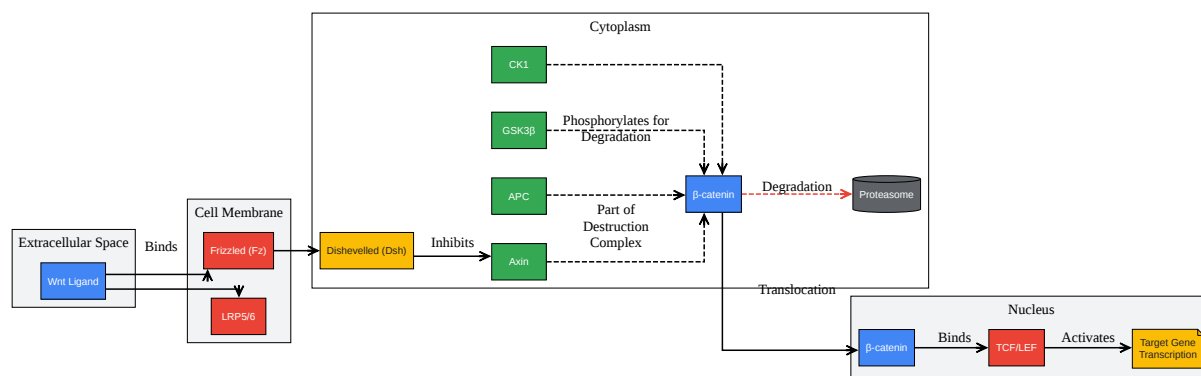 Cytoplasm
CK1
GSK3β
Phosphorylates for
Degradation
APC
β-catenin
Degradation
Proteasome
Part of
Destruction
Complex
Cell Membrane
Extracellular Space
Binds
Frizzled (Fz)
Dishevelled (Dsh)
Inhibits
Axin
Wnt Ligand
LRP5/6
Translocation
Nucleus
β-catenin
Binds
TCF/LEF
Activates
Target Gene
Transcription